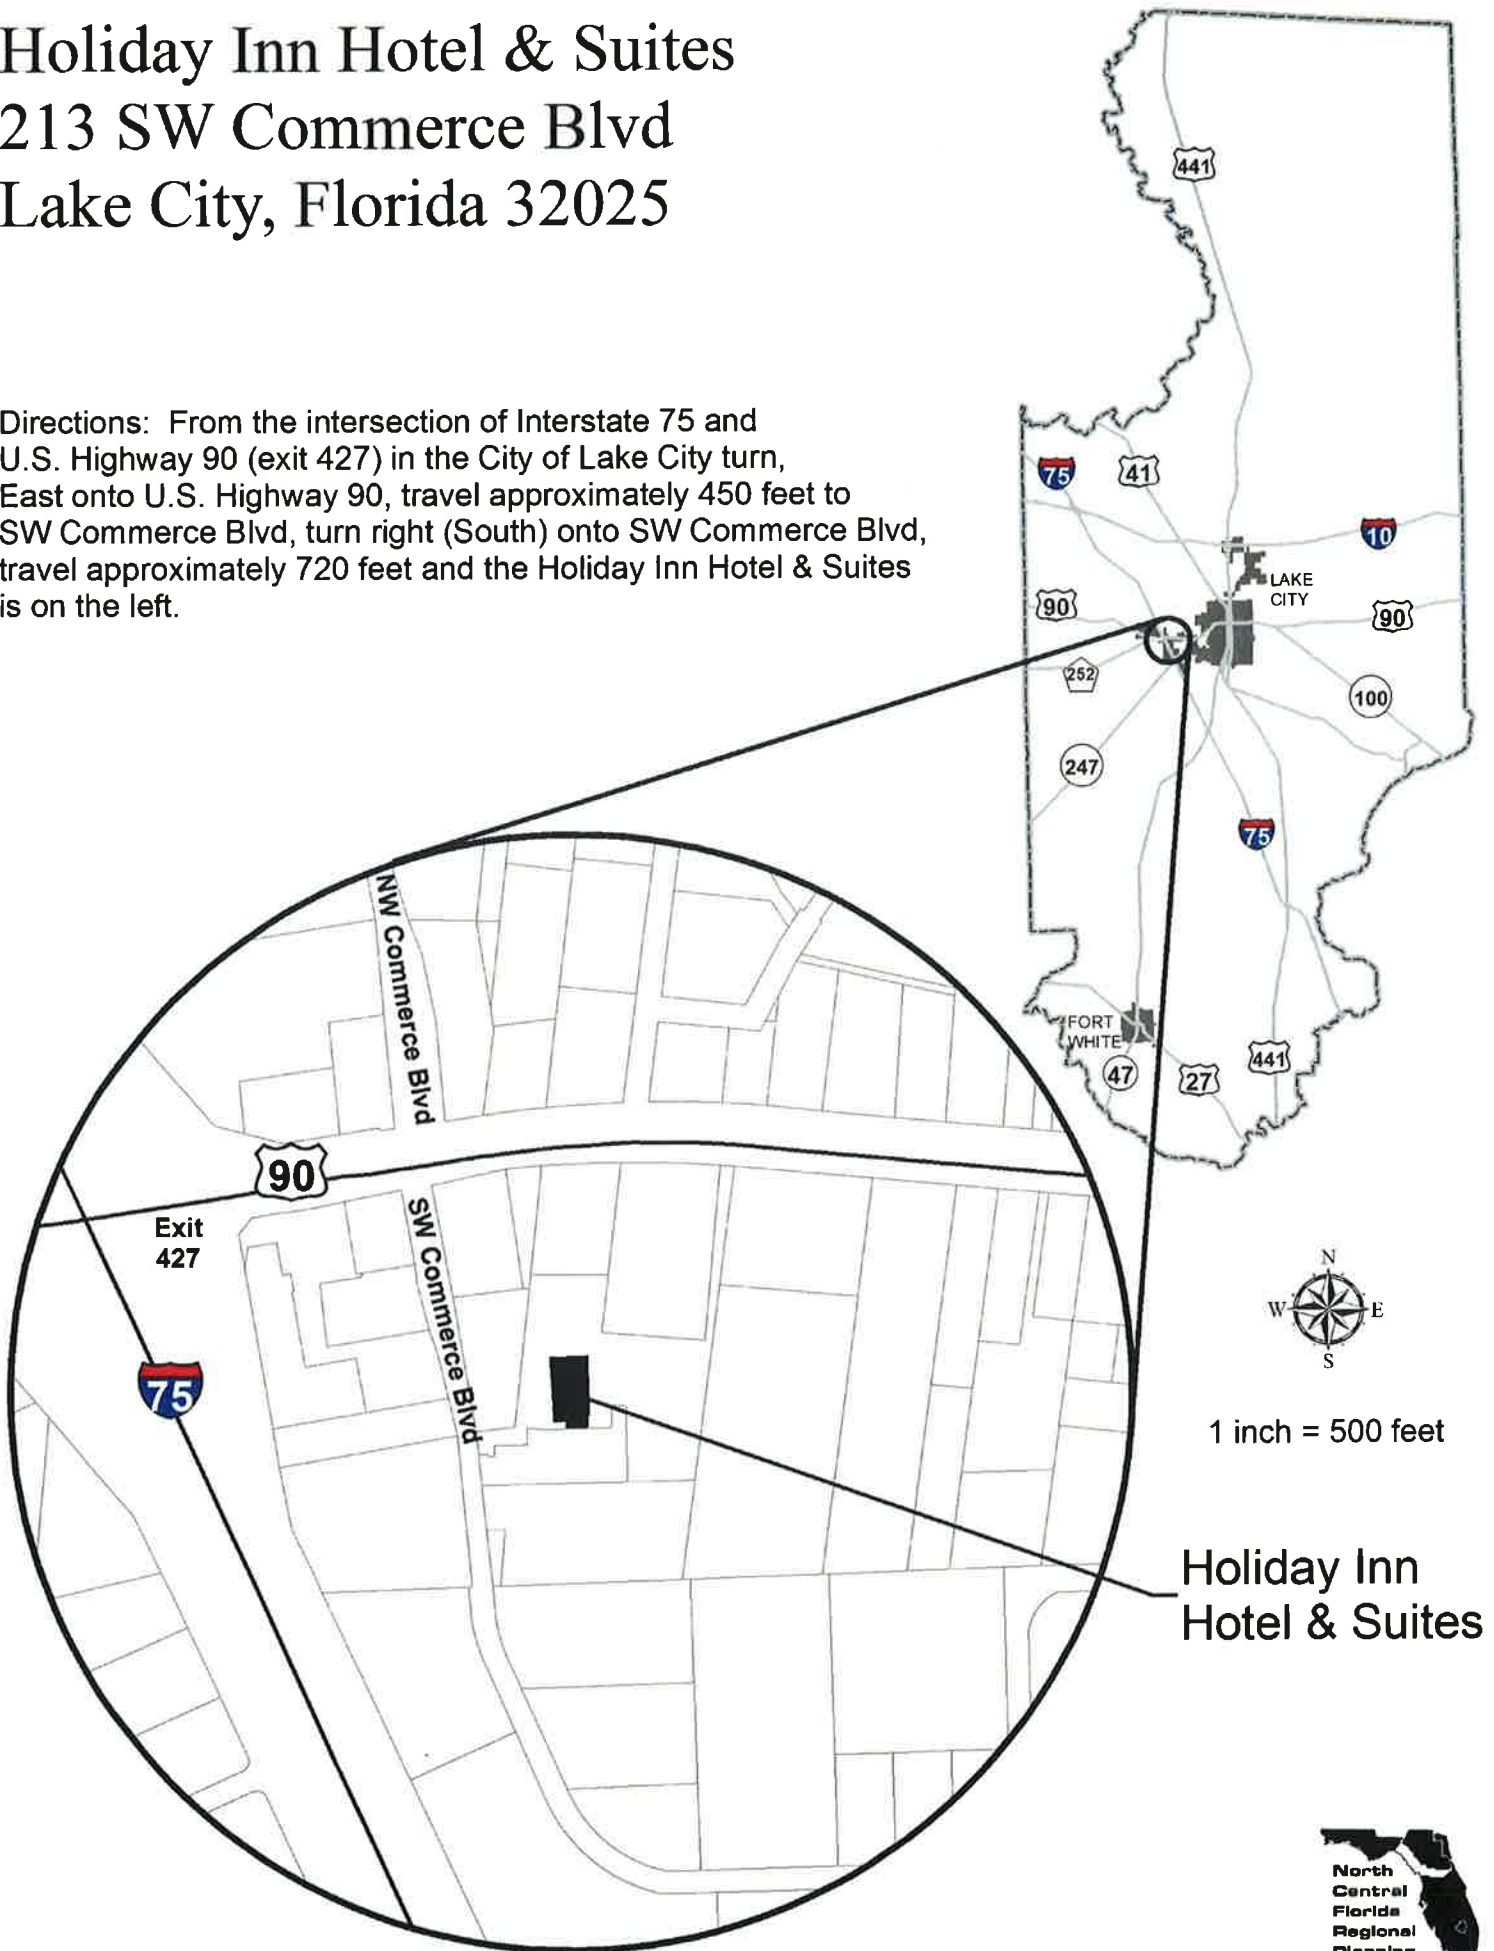 Holiday Inn Hotel & Suites
213 SW Commerce Blvd
Lake City, Florida 32025
Directions: From the intersection of Interstate 75 and
U.S. Highway 90 (exit 427) in the City of Lake City turn,
East onto U.S. Highway 90, travel approximately 450 feet to
SW Commerce Blvd, turn right (South) onto SW Commerce Blvd,
travel approximately 720 feet and the Holiday Inn Hotel & Suites
is on the left.
441
75
41
10
LAKE
CITY
90
90
252
100
247
75
FORT
WHITE
47
27
441
NW Commerce Blvd
90
Exit
427
SW Commerce Blvd
75
N
W
E
S
1 inch = 500 feet
Holiday Inn
Hotel & Suites
North
Central
Florida
Regional
Planning